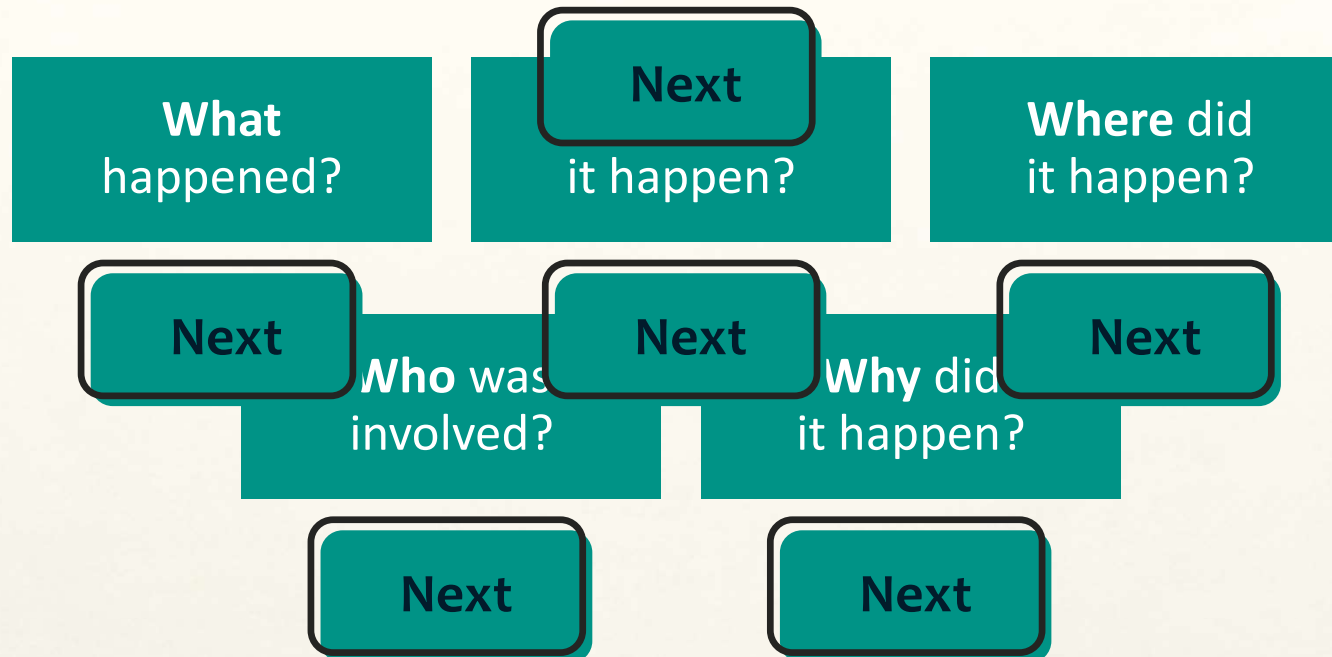 Next
What
happened?
it happen?
Where did
it happen?
Next
Next
Next
Who was
involved?
Why did
it happen?
Next
Next